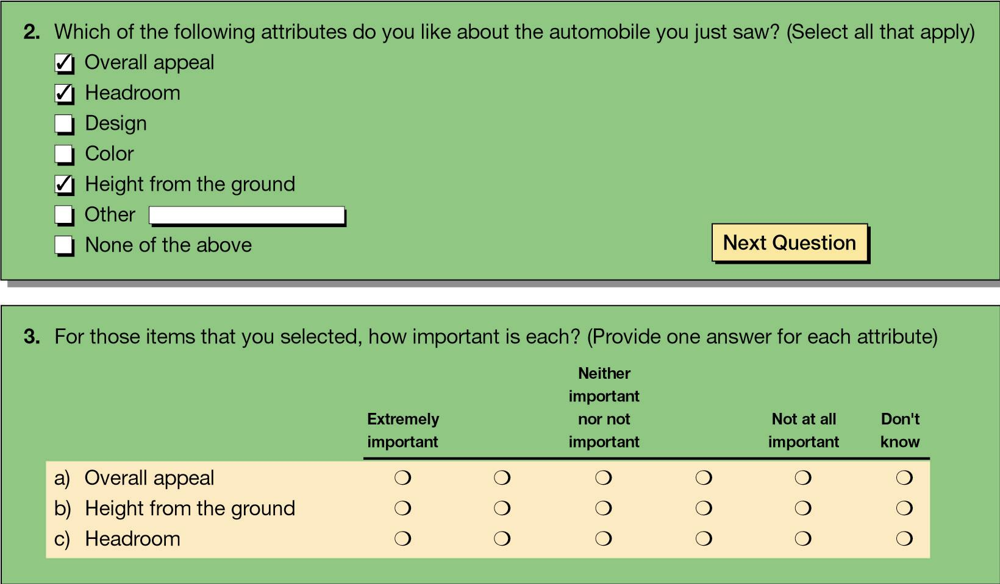 2. Which of the following attributes do you like about the automobile you just saw? (Select all that apply)
Overall appeal
Headroom
Design
Color
Height from the ground
Other
None of the above
Next Question
3. For those items that you selected, how important is each? (Provide one answer for each attribute)
Extremely important
Neither important nor not important
Not at all important
Don't know
a) Overall appeal
b) Height from the ground
c) Headroom